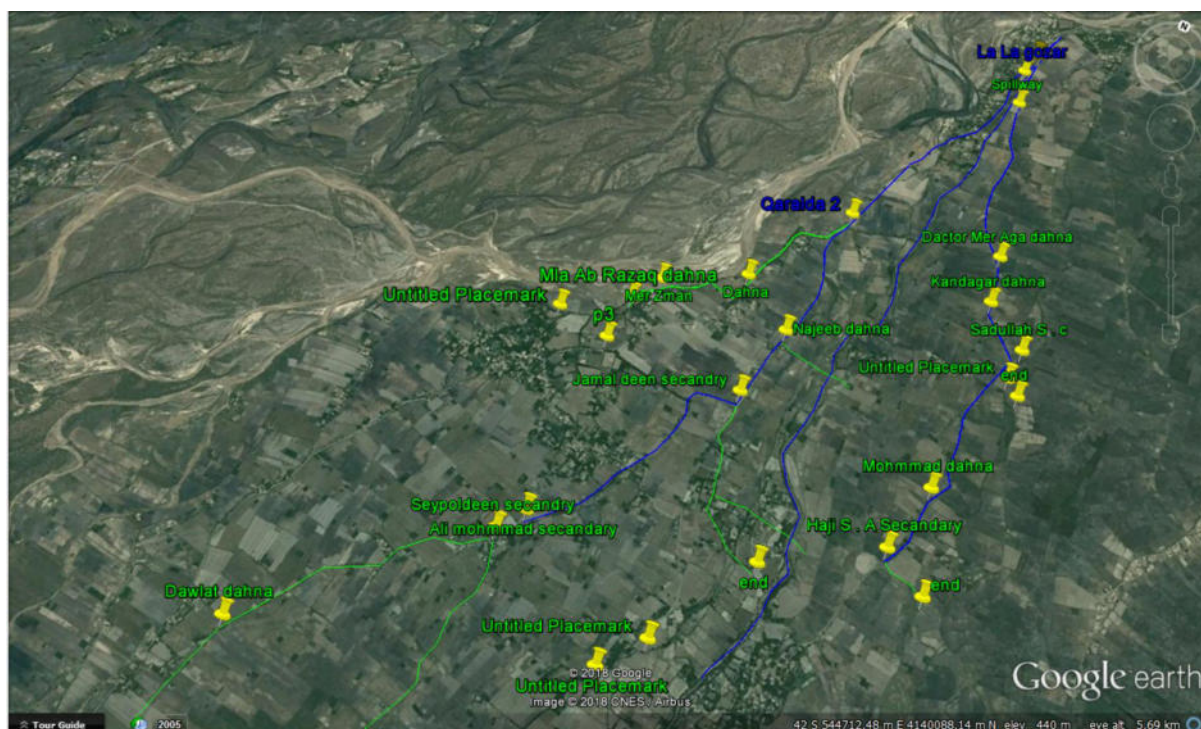 N
La La gozar
Spillway
Qaralda 2
Dactor Mer Aga dahna
Mla Ab Razaq dahna
Kandagar dahna
Untitled Placemark
Mer Zman
Dahna
p3
Najeeb dahna
Sadullah S . c
Untitled Placemark
end
Jamal deen secandry
Mohmmad dahna
Seypoldeen secandry
Ali mohmmad secandary
Haji S . A Secandary
Dawlat dahna
end
end
Untitled Placemark
Untitled Placemark
© 2018 Google
Image © 2018 CNES / Airbus
Google earth
Tour Guide
2005
42 S 544712.48 m E 4140088.14 m N elev 440 m eye alt 5.69 km